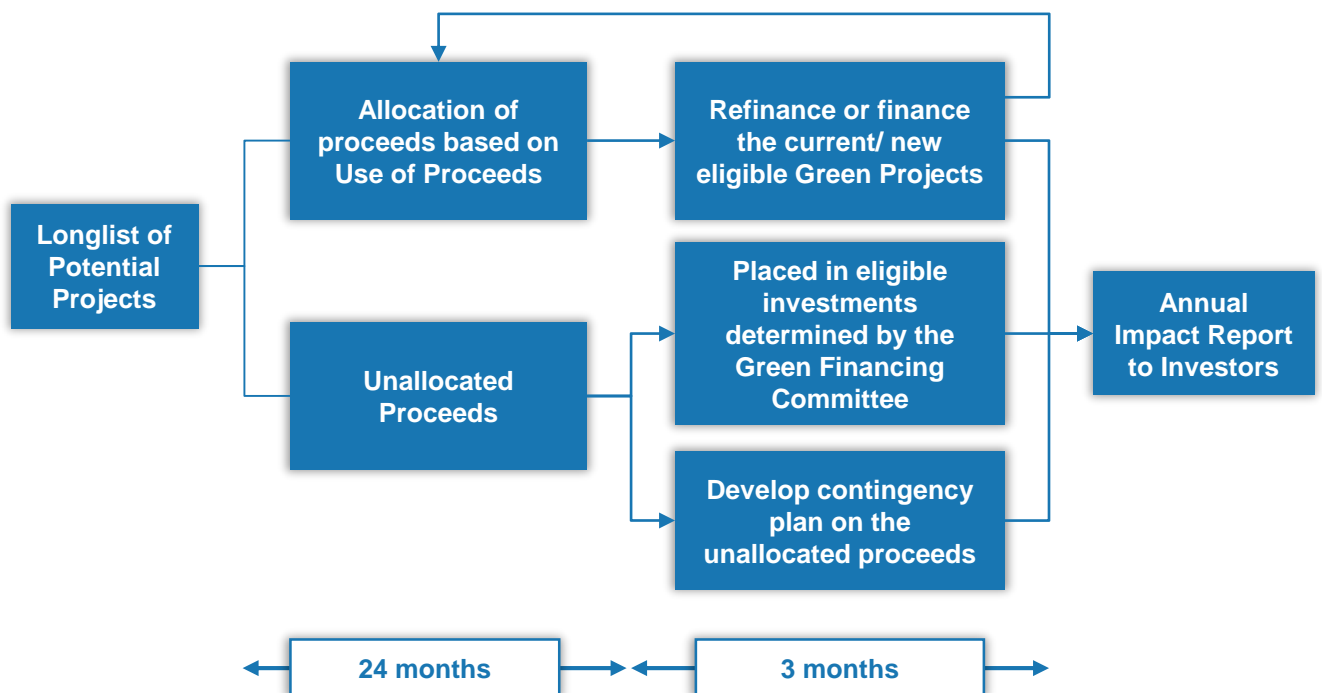 Longlist of
Potential
Projects
Allocation of
proceeds based on
Use of Proceeds
Refinance or finance
the current/ new
eligible Green Projects
Unallocated
Proceeds
Placed in eligible
investments
determined by the
Green Financing
Committee
Develop contingency
plan on the
unallocated proceeds
Annual
Impact Report
to Investors
24 months
3 months